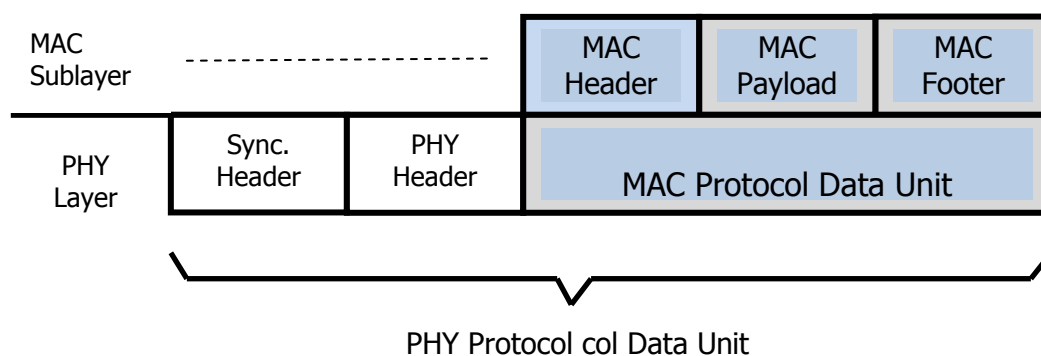 MAC
Sublayer
MAC
Header
MAC
Payload
MAC
Footer
PHY
Layer
Sync.
Header
PHY
Header
MAC Protocol Data Unit
PHY Protocol col Data Unit